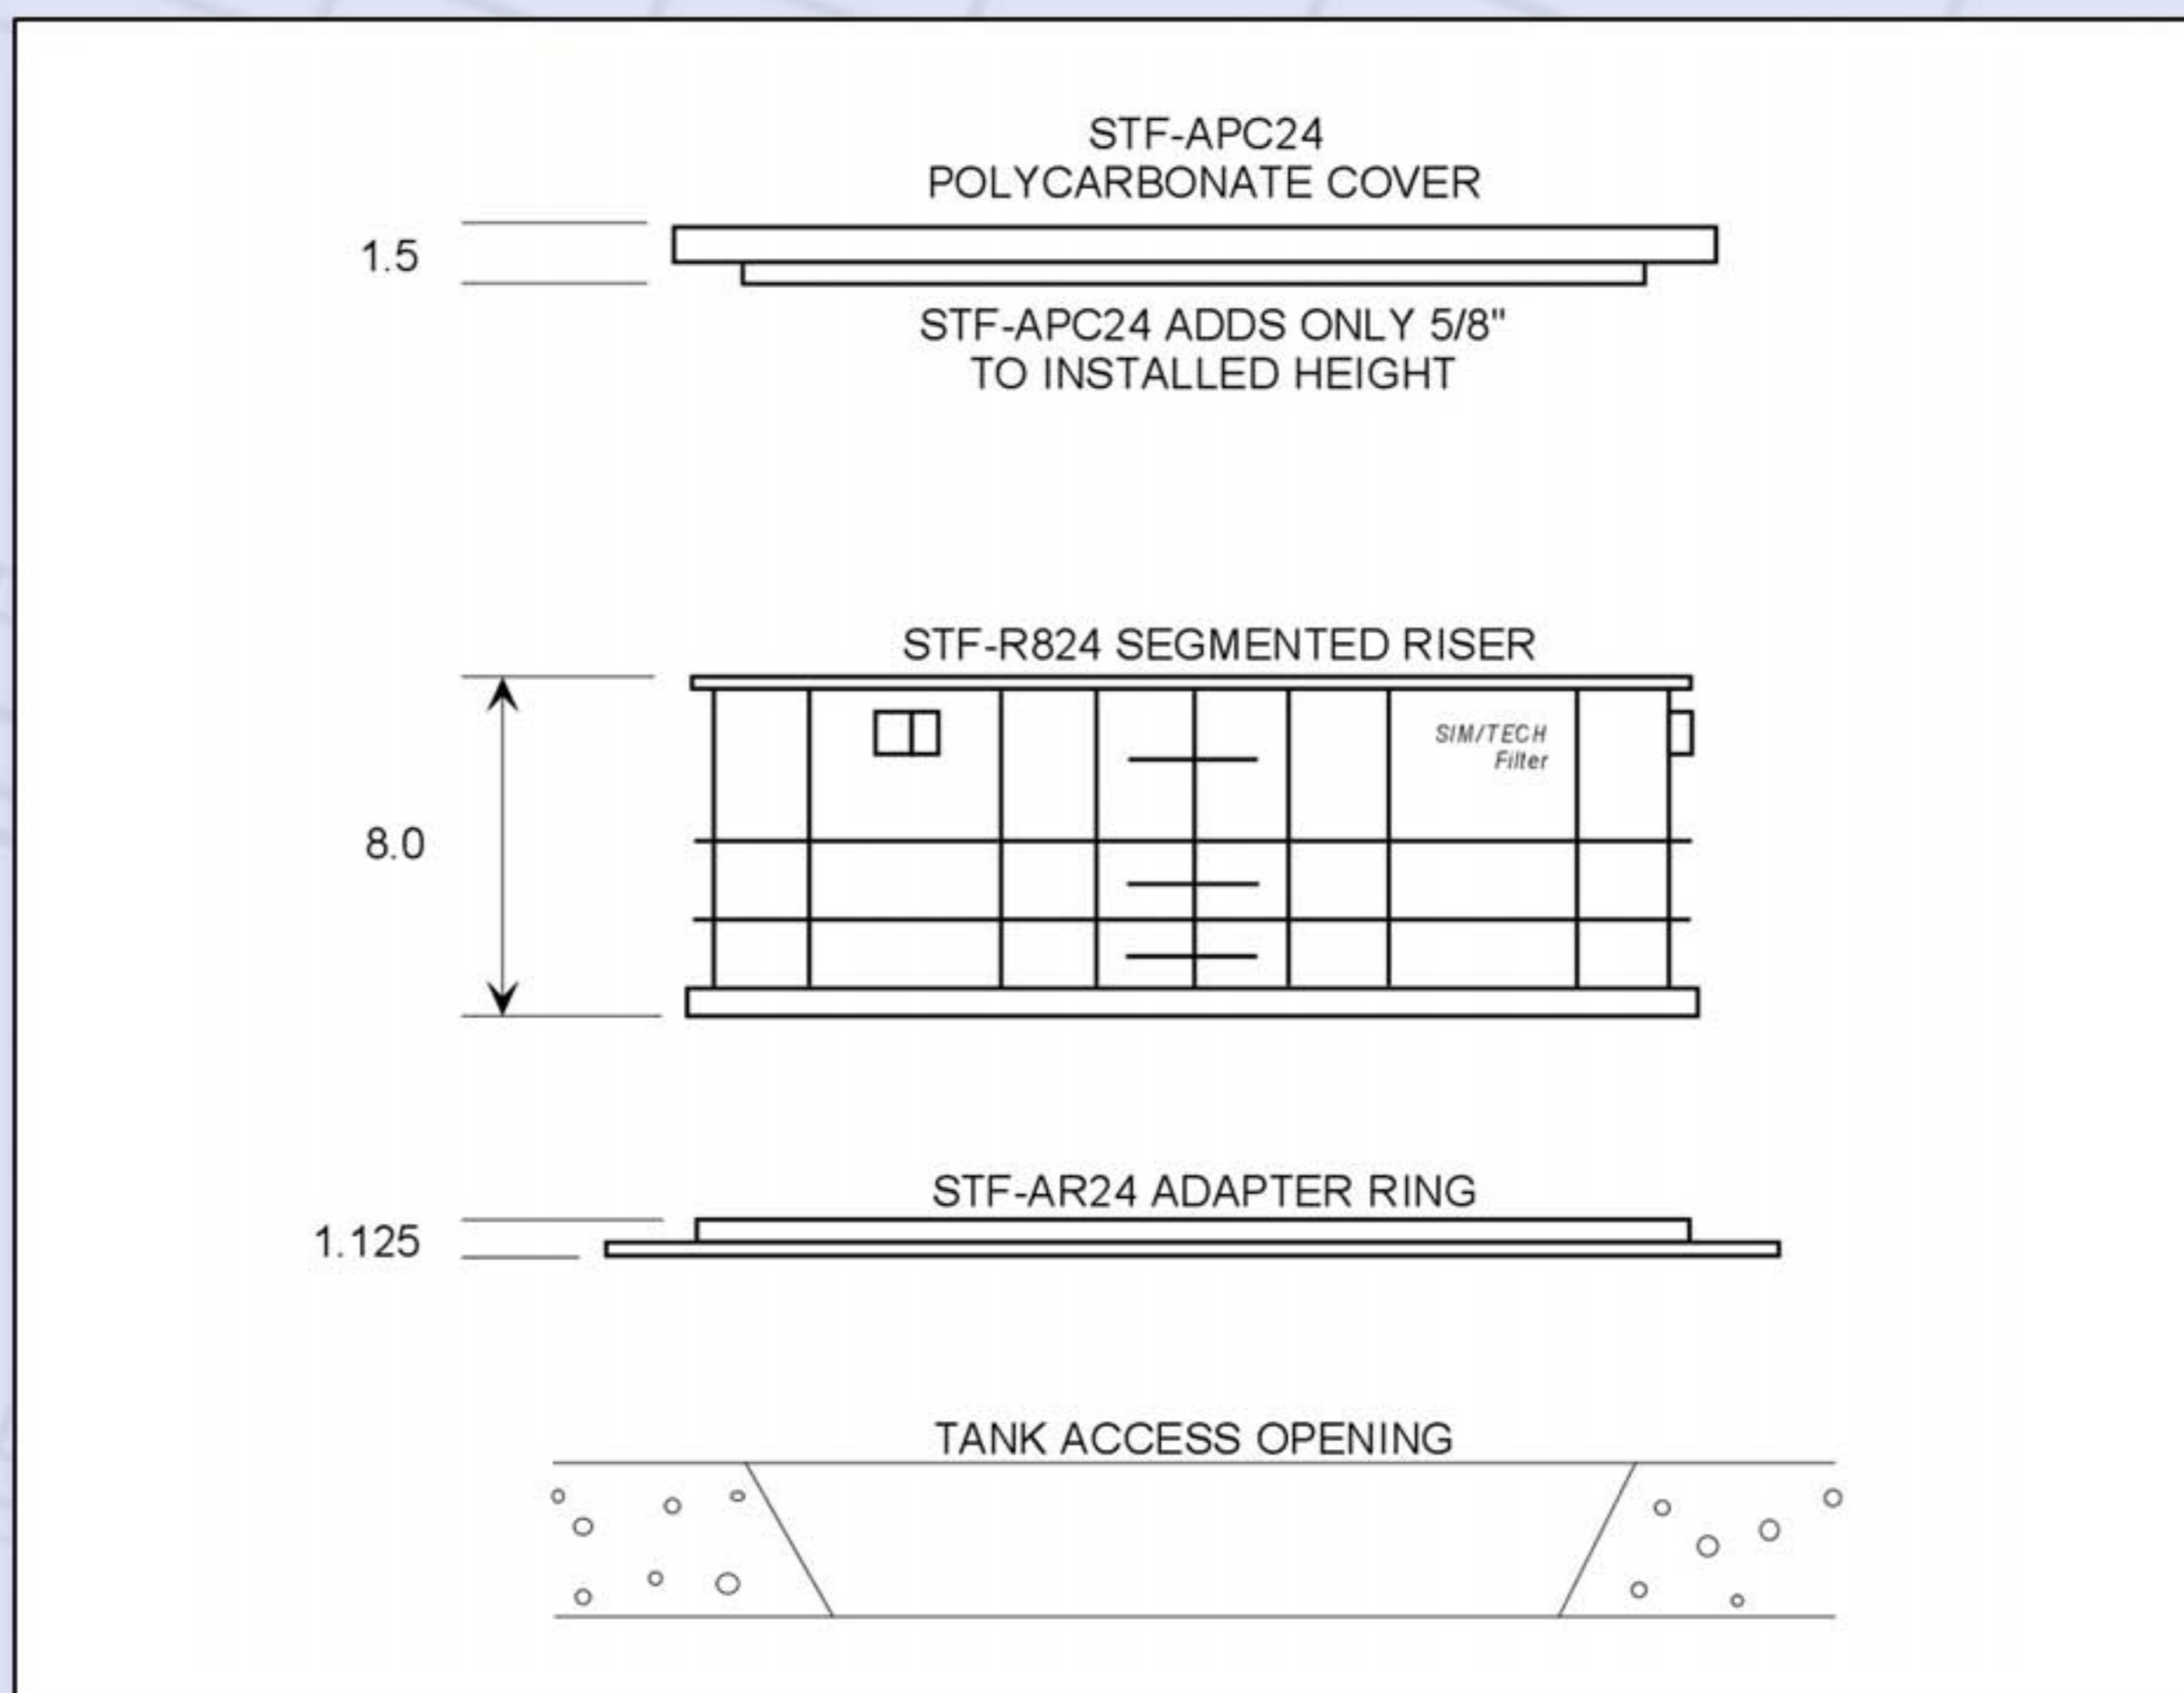 STF-APC24
POLYCARBONATE COVER
1.5
STF-APC24 ADDS ONLY 5/8"
TO INSTALLED HEIGHT
STF-R824 SEGMENTED RISER
SIM/TECH
Filter
8.0
STF-AR24 ADAPTER RING
1.125
TANK ACCESS OPENING